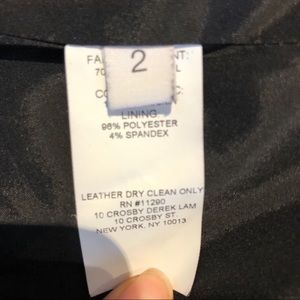 2
LINING:
96% POLYESTER
4% SPANDEX
LEATHER DRY CLEAN ONLY
RN #11290
10 CROSBY DEREK LAM
10 CROSBY ST.
NEW YORK, NY 10013